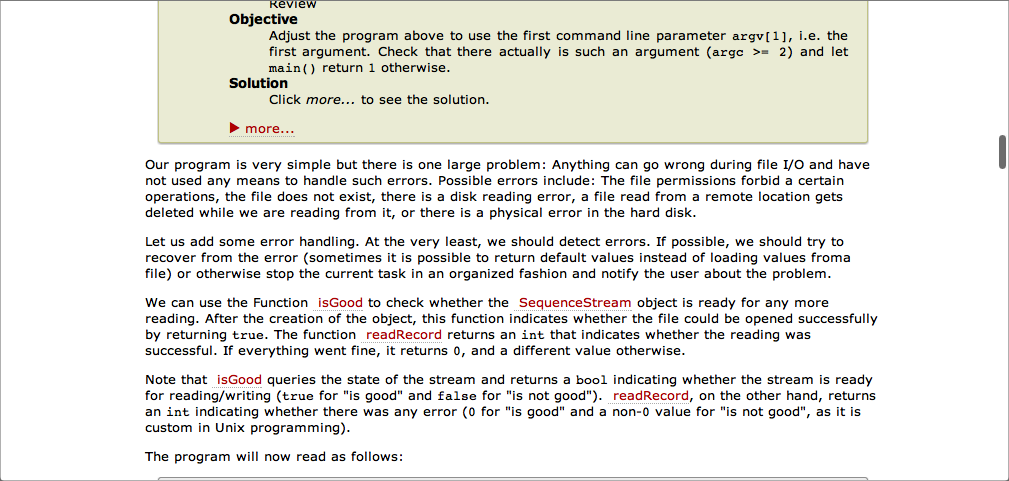 Review
Objective
Adjust the program above to use the first command line parameter argv[1], i.e. the
first argument. Check that there actually is such an argument (argc >= 2) and let
main() return 1 otherwise.
Solution
Click more... to see the solution.
▶ more...
Our program is very simple but there is one large problem: Anything can go wrong during file I/O and have
not used any means to handle such errors. Possible errors include: The file permissions forbid a certain
operations, the file does not exist, there is a disk reading error, a file read from a remote location gets
deleted while we are reading from it, or there is a physical error in the hard disk.
Let us add some error handling. At the very least, we should detect errors. If possible, we should try to
recover from the error (sometimes it is possible to return default values instead of loading values froma
file) or otherwise stop the current task in an organized fashion and notify the user about the problem.
We can use the Function isGood to check whether the SequenceStream object is ready for any more
reading. After the creation of the object, this function indicates whether the file could be opened successfully
by returning true. The function readRecord returns an int that indicates whether the reading was
successful. If everything went fine, it returns 0, and a different value otherwise.
Note that isGood queries the state of the stream and returns a bool indicating whether the stream is ready
for reading/writing (true for "is good" and false for "is not good"). readRecord, on the other hand, returns
an int indicating whether there was any error (0 for "is good" and a non-0 value for "is not good", as it is
custom in Unix programming).
The program will now read as follows: